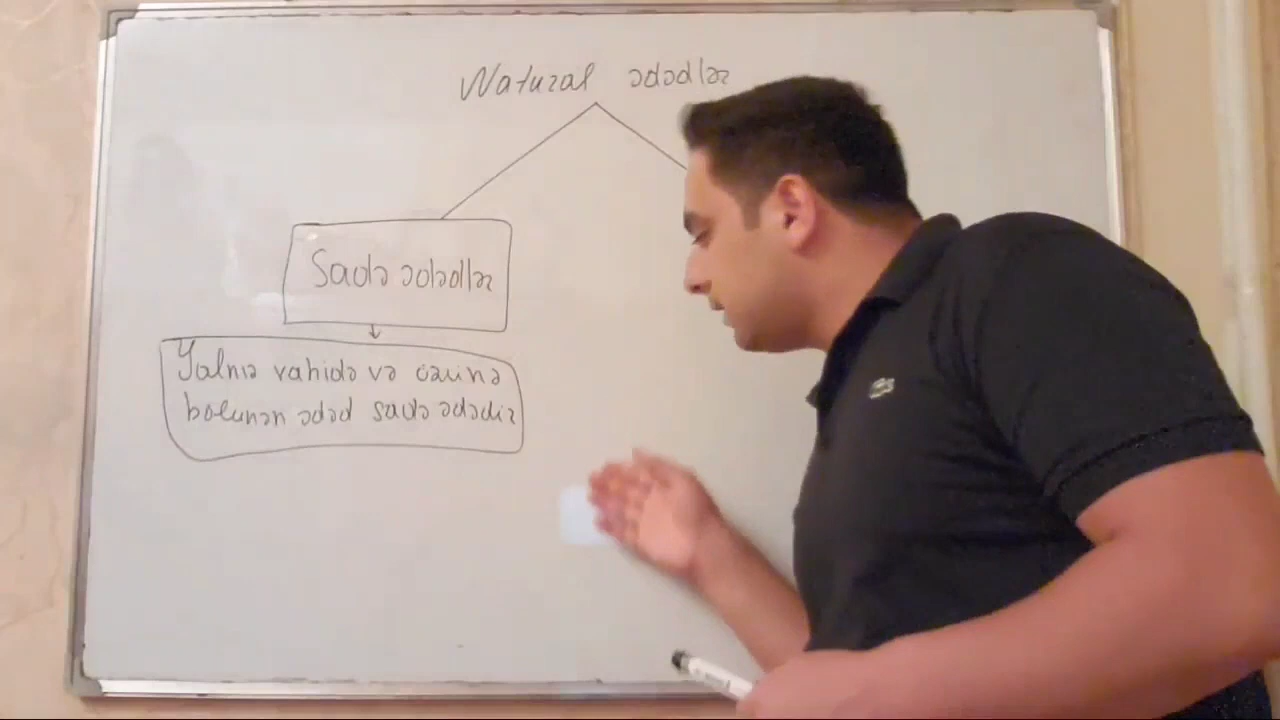 Natural ədədlər
Sadə ədədlər
Yalnız vahidə və özünə
bölünən ədəd sadə ədədir